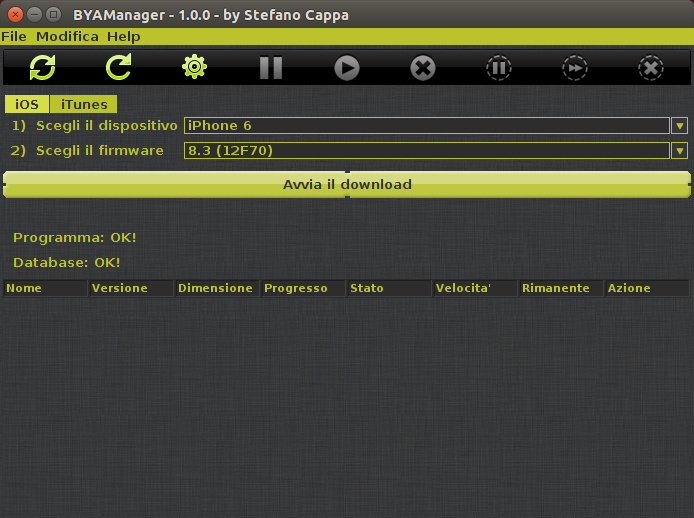 BYAManager - 1.0.0 - by Stefano Cappa
File Modifica Help
iOS iTunes
1) Scegli il dispositivo iPhone 6
2) Scegli il firmware 8.3 (12F70)
Avvia il download
Programma: OK!
Database: OK!
Nome Versione Dimensione Progresso Stato Velocita' Rimanente Azione